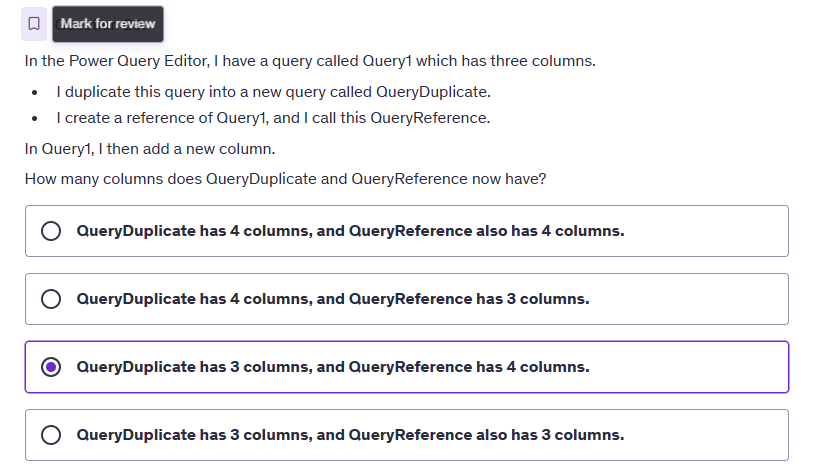 Mark for review
In the Power Query Editor, I have a query called Query1 which has three columns.
• I duplicate this query into a new query called QueryDuplicate.
• I create a reference of Query1, and I call this QueryReference.
In Query1, I then add a new column.
How many columns does QueryDuplicate and QueryReference now have?
QueryDuplicate has 4 columns, and QueryReference also has 4 columns.
QueryDuplicate has 4 columns, and QueryReference has 3 columns.
QueryDuplicate has 3 columns, and QueryReference has 4 columns.
QueryDuplicate has 3 columns, and QueryReference also has 3 columns.